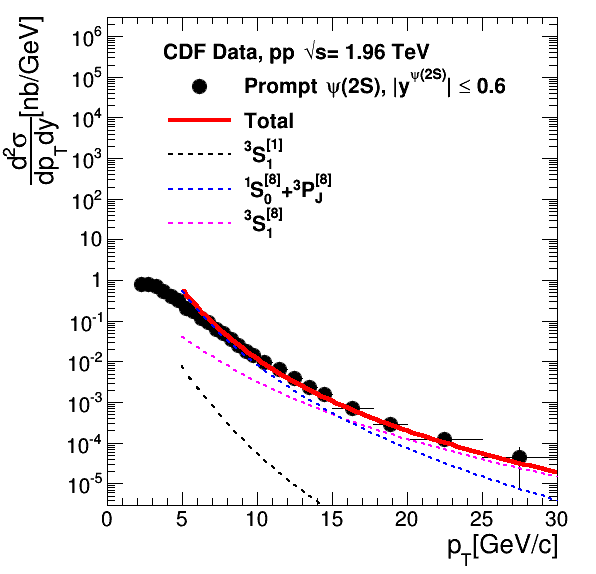 CDF Data, pp √s= 1.96 TeV
Prompt ψ(2S), |y^ψ(2S)| ≤ 0.6
Total
³S₁^[1]
¹S₀^[8]+³P_J^[8]
³S₁^[8]
d²σ/dp_Tdy[nb/GeV]
10⁶
10⁵
10⁴
10³
10²
10
1
10⁻¹
10⁻²
10⁻³
10⁻⁴
10⁻⁵
0 5 10 15 20 25 30
p_T[GeV/c]